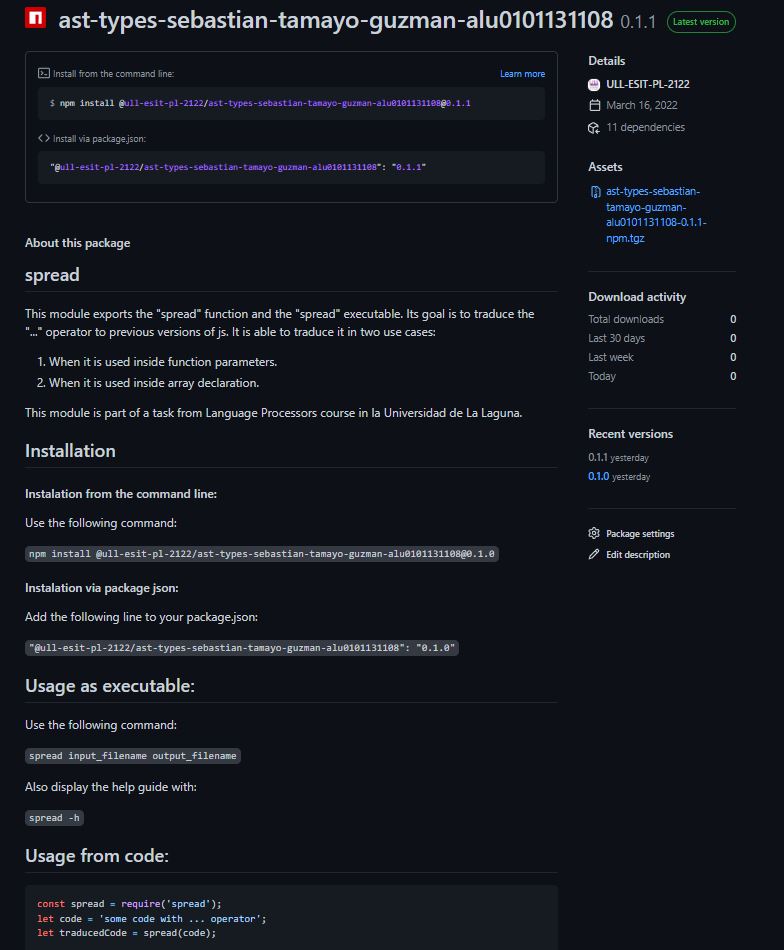 ast-types-sebastian-tamayo-guzman-alu0101131108 0.1.1 Latest version
Install from the command line:
Learn more
$ npm install @ull-esit-pl-2122/ast-types-sebastian-tamayo-guzman-alu0101131108@0.1.1
Install via package.json:
"@ull-esit-pl-2122/ast-types-sebastian-tamayo-guzman-alu0101131108": "0.1.1"
About this package
spread
This module exports the "spread" function and the "spread" executable. Its goal is to traduce the
"..." operator to previous versions of js. It is able to traduce it in two use cases:
1. When it is used inside function parameters.
2. When it is used inside array declaration.
This module is part of a task from Language Processors course in la Universidad de La Laguna.
Installation
Instalation from the command line:
Use the following command:
npm install @ull-esit-pl-2122/ast-types-sebastian-tamayo-guzman-alu0101131108@0.1.0
Instalation via package json:
Add the following line to your package.json:
"@ull-esit-pl-2122/ast-types-sebastian-tamayo-guzman-alu0101131108": "0.1.0"
Usage as executable:
Use the following command:
spread input_filename output_filename
Also display the help guide with:
spread -h
Usage from code:
const spread = require('spread');
let code = 'some code with ... operator';
let traducedCode = spread(code);
Details
ULL-ESIT-PL-2122
March 16, 2022
11 dependencies
Assets
ast-types-sebastian-
tamayo-guzman-
alu0101131108-0.1.1-
npm.tgz
Download activity
Total downloads 0
Last 30 days 0
Last week 0
Today 0
Recent versions
0.1.1 yesterday
0.1.0 yesterday
Package settings
Edit description